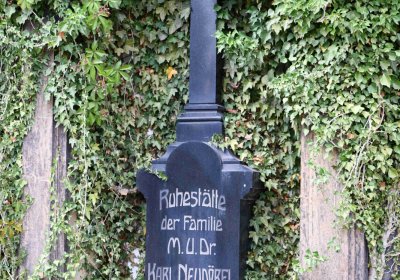 Ruhestätte
der Familie
M.U.Dr.
Karl Neudörfl